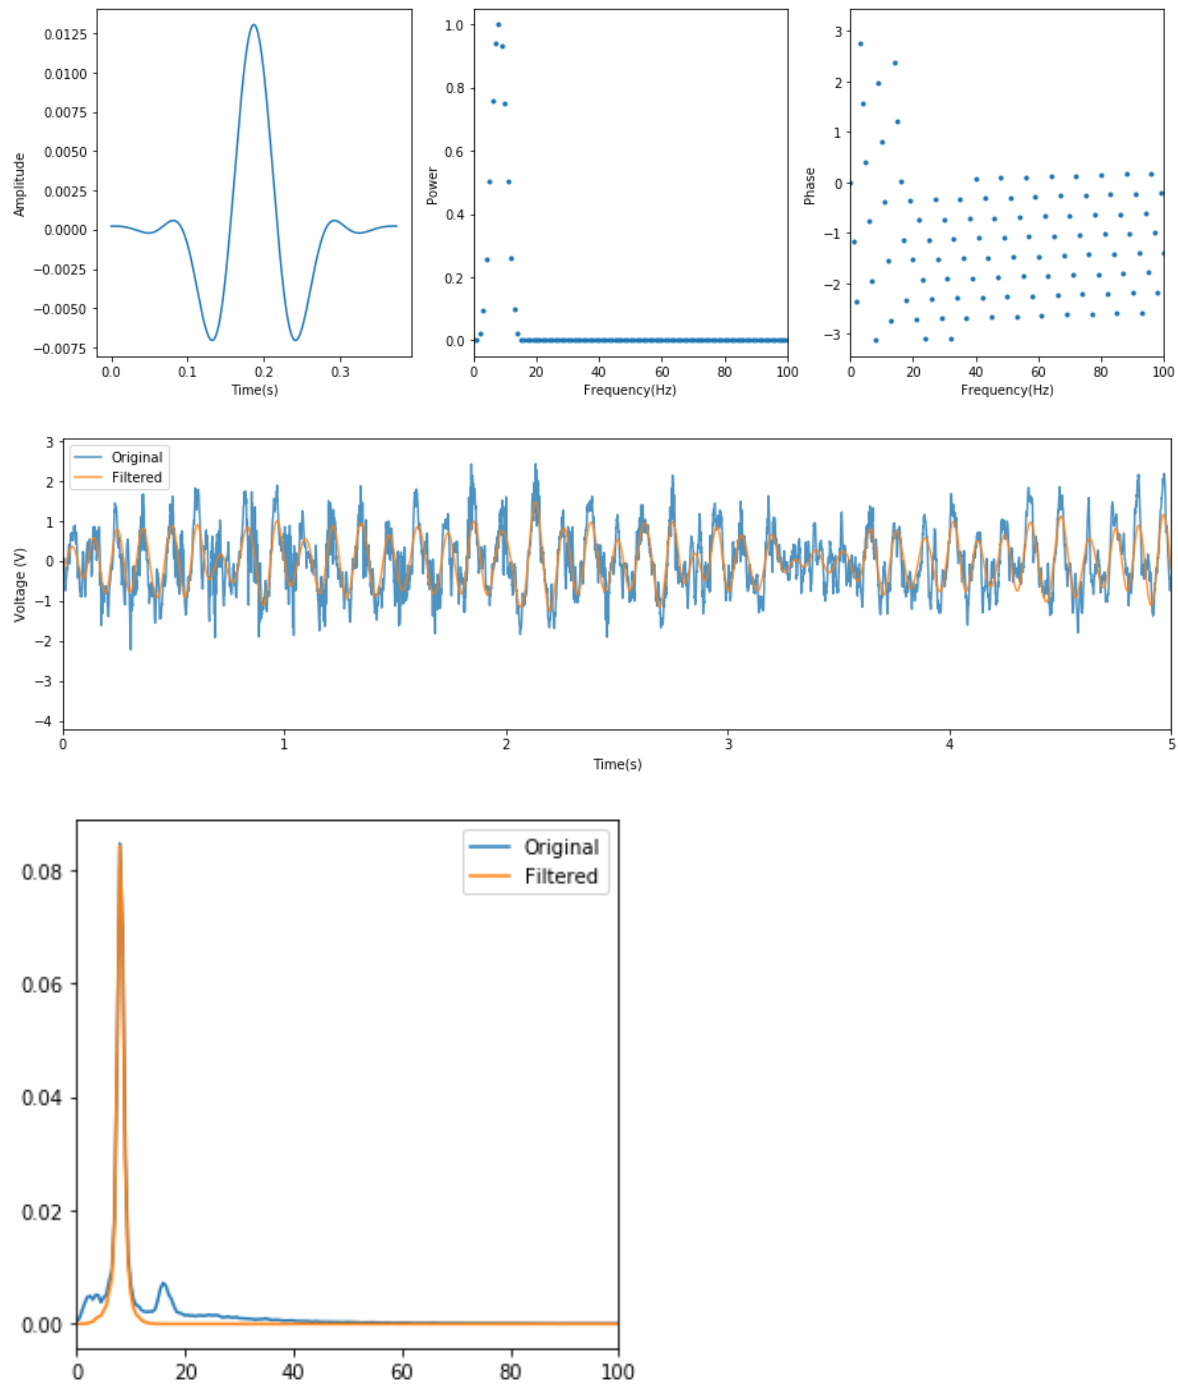 0.0125
0.0100
0.0075
0.0050
0.0025
0.0000
−0.0025
−0.0050
−0.0075
Amplitude
0.0 0.1 0.2 0.3
Time(s)
1.0
0.8
0.6
0.4
0.2
0.0
Power
0 20 40 60 80 100
Frequency(Hz)
3
2
1
0
−1
−2
−3
Phase
0 20 40 60 80 100
Frequency(Hz)
3
2
1
0
−1
−2
−3
−4
Voltage (V)
Original
Filtered
0 1 2 3 4 5
Time(s)
Original
Filtered
0.08
0.06
0.04
0.02
0.00
0 20 40 60 80 100